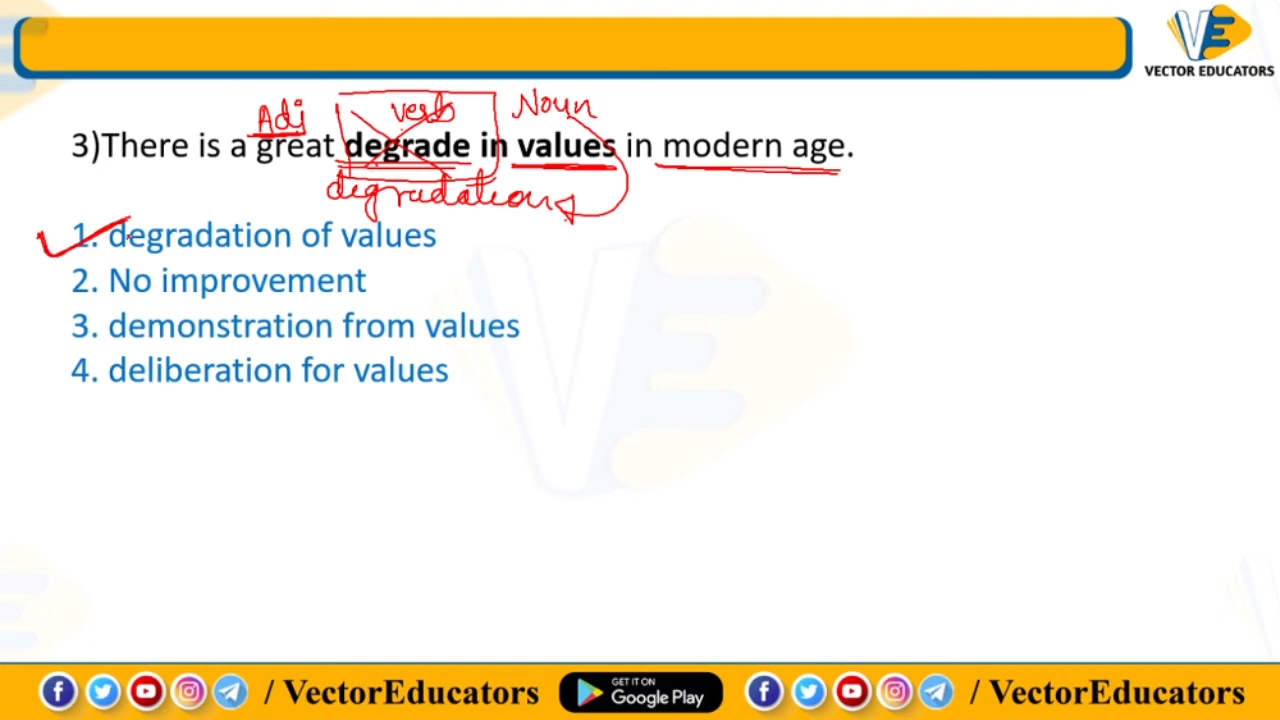 VE
VECTOR EDUCATORS
Adj verb Noun
3)There is a great degrade in values in modern age.
degradation
1. degradation of values
2. No improvement
3. demonstration from values
4. deliberation for values
/ VectorEducators GET IT ON Google Play / VectorEducators